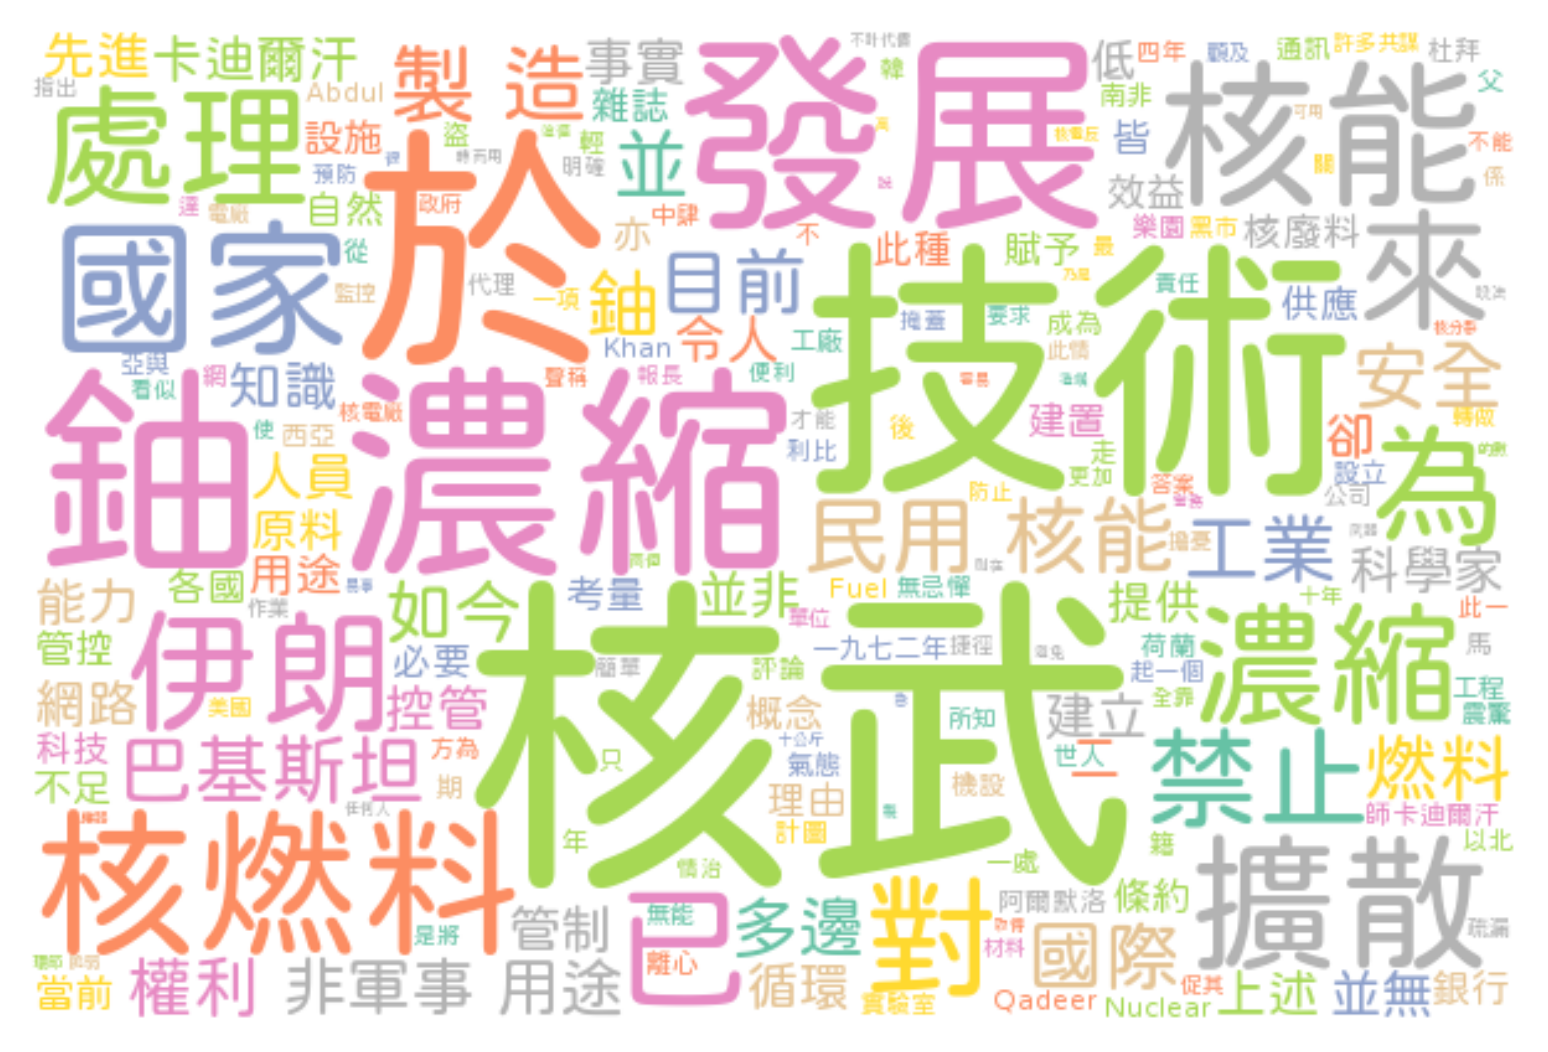 先進 卡迪爾汗 製造 事實 發展 不計代價 低 四年 顧及 通訊 許多共謀 杜拜
指出 Abdul 雜誌 韓 南非 核能 父
處理 設施 盜 輕 並 皆 可用 不能
預防 明確 效益 關 係
達 電廠 自然 政府 於 亦 中肆 不 此種 賦予 最 樂園 黑市 核廢料 來
國家 從 監控 代理 一項 鈾 目前 技術 責任 供應
Khan 令人 工廠 掩蓋 要求 成為 此情 核分裂
亞與 看似 網 知識 聲稱 報長 便利 安全
鈾濃縮 核電廠 才能 建置 卻 轉做
使 西亞 利比 後 走 更加 設立 為
人員 防止 答案 公司
原料 民用 核能 擔憂 工業 科學家
各國 用途 考量 並非 Fuel 無忌憚 提供 十年 此一
能力 作業 如今 單位 荷蘭 濃縮 馬
管控 伊朗 必要 簡單 評論 一九七二年 捷徑 起一個 工程
網路 美國 控管 核武 概念 所知 建立 全靠 震驚
科技 巴基斯坦 方為 十公斤 氣態 世人 禁止 燃料
不足 期 只 理由 機設 師卡迪爾汗
任何人 計畫 以北
核燃料 年 情治 一處 籍 擴散
是將 管制 已 無能 多邊 對 阿爾默洛 條約 疏漏
當前 權利 非軍事 用途 離心 循環 材料 國際 促其 上述 並無 銀行
實驗室 Qadeer Nuclear